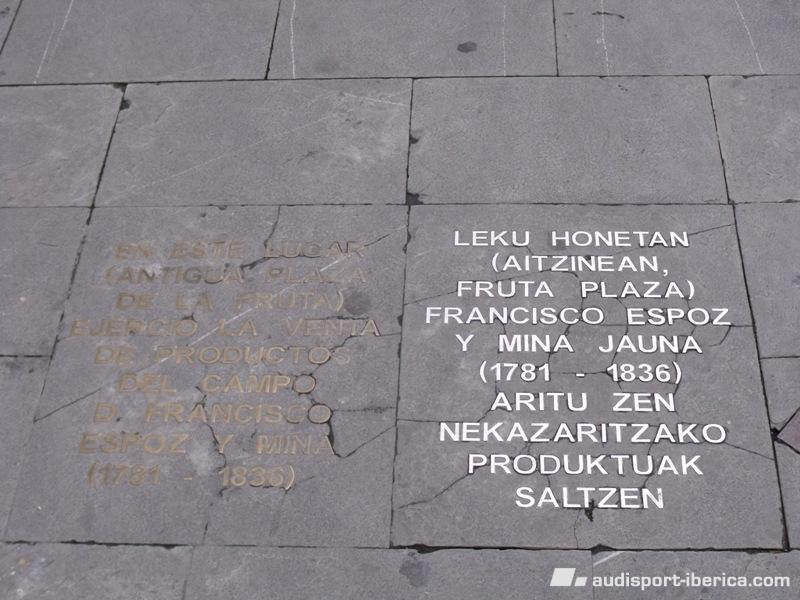 EN ESTE LUGAR
(ANTIGUA PLAZA
DE LA FRUTA)
EJERCIO LA VENTA
DE PRODUCTOS
DEL CAMPO
D. FRANCISCO
ESPOZ Y MINA
(1781 - 1836)
LEKU HONETAN
(AITZINEAN,
FRUTA PLAZA)
FRANCISCO ESPOZ
Y MINA JAUNA
(1781 - 1836)
ARITU ZEN
NEKAZARITZAKO
PRODUKTUAK
SALTZEN
audisport-iberica.com